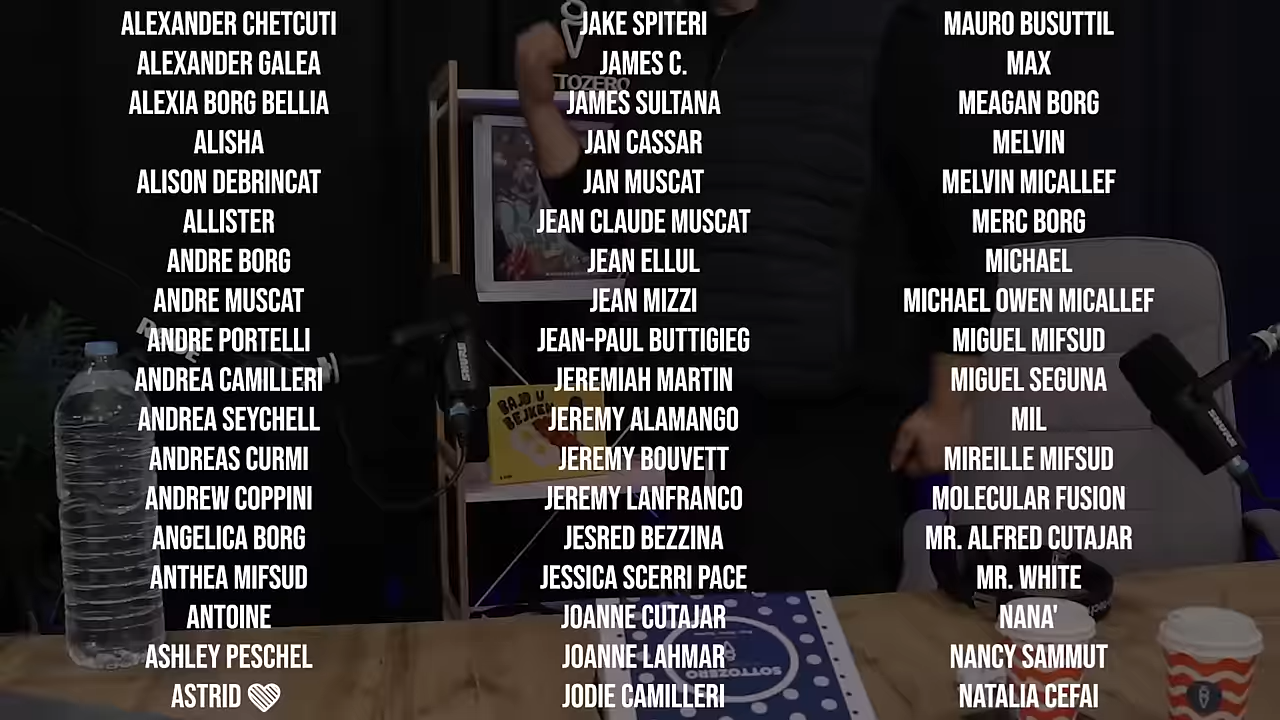 ALEXANDER CHETCUTI
ALEXANDER GALEA
ALEXIA BORG BELLIA
ALISHA
ALISON DEBRINCAT
ALLISTER
ANDRE BORG
ANDRE MUSCAT
ANDRE PORTELLI
ANDREA CAMILLERI
ANDREA SEYCHELL
ANDREAS CURMI
ANDREW COPPINI
ANGELICA BORG
ANTHEA MIFSUD
ANTOINE
ASHLEY PESCHEL
ASTRID
JAKE SPITERI
JAMES C.
JAMES SULTANA
JAN CASSAR
JAN MUSCAT
JEAN CLAUDE MUSCAT
JEAN ELLUL
JEAN MIZZI
JEAN-PAUL BUTTIGIEG
JEREMIAH MARTIN
JEREMY ALAMANGO
JEREMY BOUVETT
JEREMY LANFRANCO
JESRED BEZZINA
JESSICA SCERRI PACE
JOANNE CUTAJAR
JOANNE LAHMAR
JODIE CAMILLERI
MAURO BUSUTTIL
MAX
MEAGAN BORG
MELVIN
MELVIN MICALLEF
MERC BORG
MICHAEL
MICHAEL OWEN MICALLEF
MIGUEL MIFSUD
MIGUEL SEGUNA
MIL
MIREILLE MIFSUD
MOLECULAR FUSION
MR. ALFRED CUTAJAR
MR. WHITE
NANA'
NANCY SAMMUT
NATALIA CEFAI
TTOZERO
BAJD U
BEJKEN
SOTTOZERO